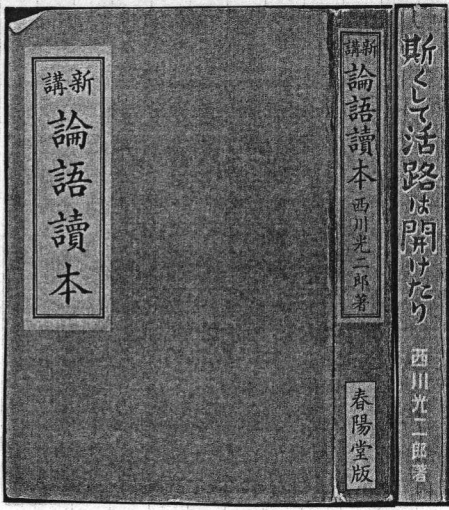 新講
論語讀本
新講
論語讀本
西川光二郎著
春陽堂版
斯くして活路は開けたり
西川光二郎著